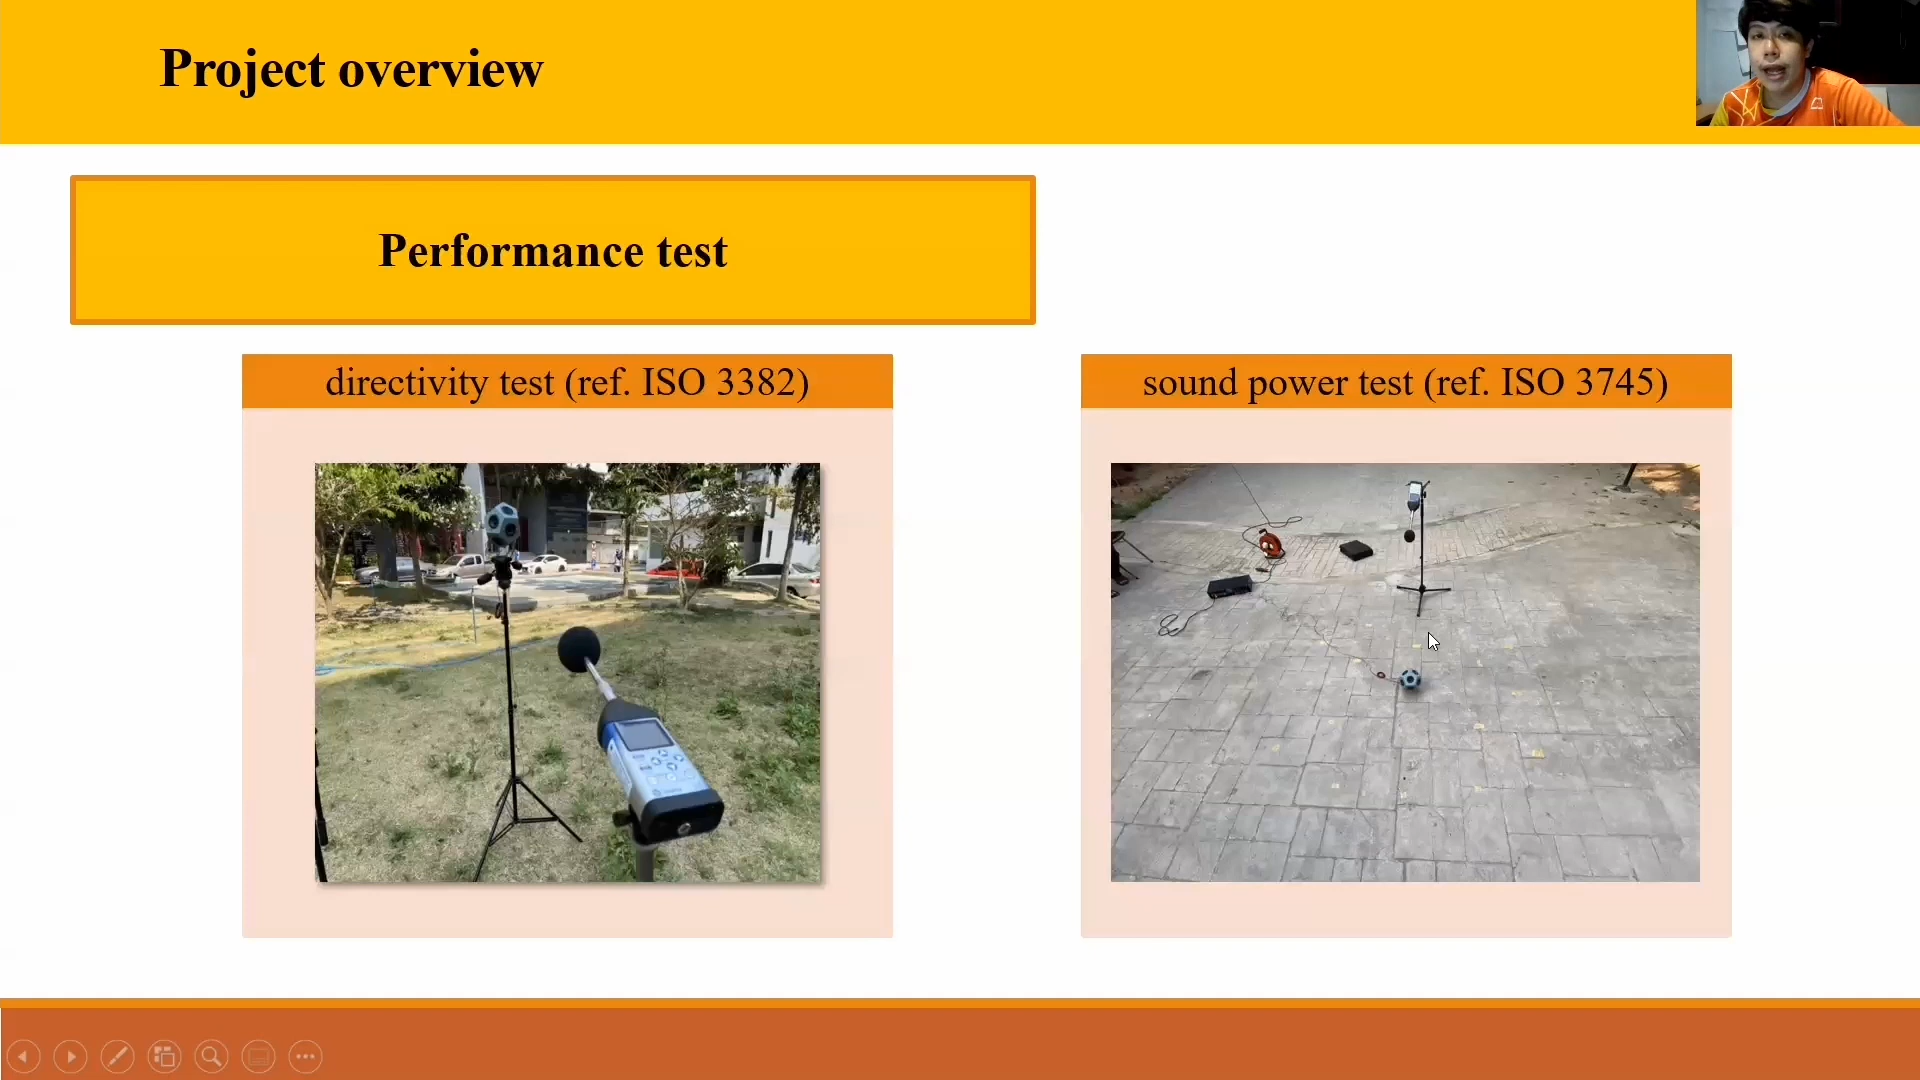 Project overview
Performance test
directivity test (ref. ISO 3382)
sound power test (ref. ISO 3745)